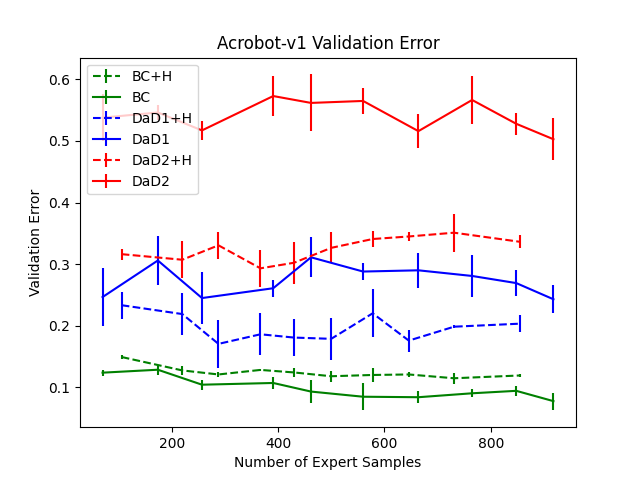 Acrobot-v1 Validation Error
BC+H
BC
DaD1+H
DaD1
DaD2+H
DaD2
0.6
0.5
0.4
0.3
0.2
0.1
Validation Error
200
400
600
800
Number of Expert Samples